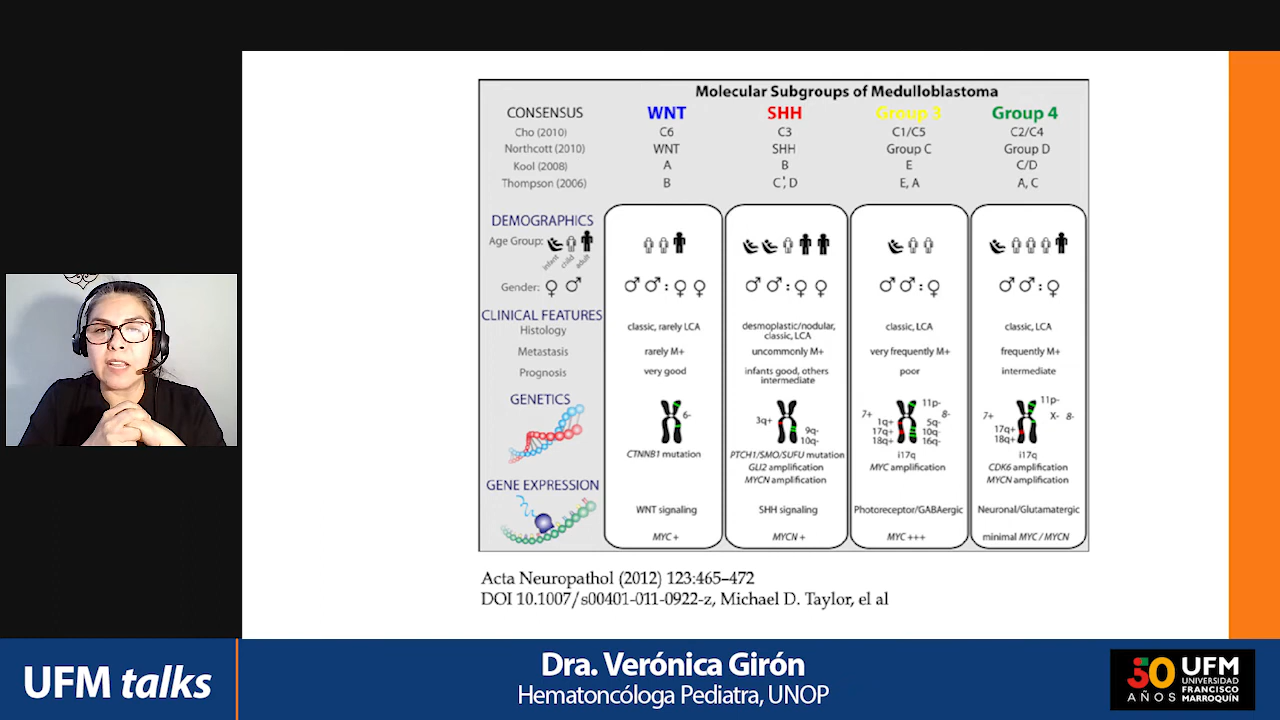 Molecular Subgroups of Medulloblastoma
CONSENSUS WNT SHH Group 3 Group 4
Cho (2010) C6 C3 C1/C5 C2/C4
Northcott (2010) WNT SHH Group C Group D
Kool (2008) A B E C/D
Thompson (2006) B C', D E, A A, C
DEMOGRAPHICS
Age Group:
infant child adult
Gender: ♀ ♂ ♂♂:♀♀ ♂♂:♀♀ ♂♂:♀ ♂♂:♀
CLINICAL FEATURES
Histology classic, rarely LCA desmoplastic/nodular, classic, LCA classic, LCA classic, LCA
Metastasis rarely M+ uncommonly M+ very frequently M+ frequently M+
Prognosis very good infants good, others intermediate poor intermediate
GENETICS
6-
3q+ 9q- 10q-
7+ 1q+ 17q+ 18q+ 11p- 8- 5q- 10q- 16q-
7+ 17q+ 18q+ 11p- X- 8-
CTNNB1 mutation PTCH1/SMO/SUFU mutation i17q i17q
GLI2 amplification MYC amplification CDK6 amplification
MYCN amplification MYCN amplification
GENE EXPRESSION
WNT signaling SHH signaling Photoreceptor/GABAergic Neuronal/Glutamatergic
MYC + MYCN + MYC +++ minimal MYC / MYCN
Acta Neuropathol (2012) 123:465–472
DOI 10.1007/s00401-011-0922-z, Michael D. Taylor, el al
UFM talks
Dra. Verónica Girón
Hematoncóloga Pediatra, UNOP
50 AÑOS
UFM
UNIVERSIDAD
FRANCISCO
MARROQUÍN